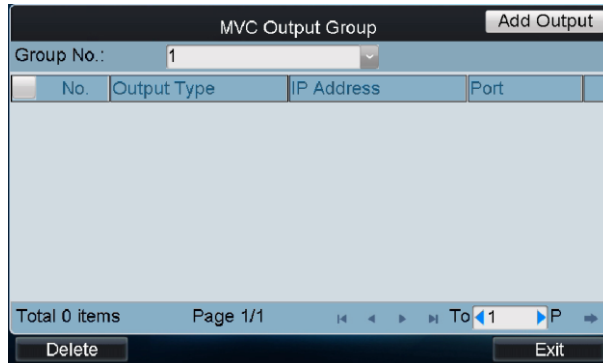 MVC Output Group Add Output
Group No.: 1
No. Output Type IP Address Port
Total 0 items Page 1/1 To 1 P
Delete Exit